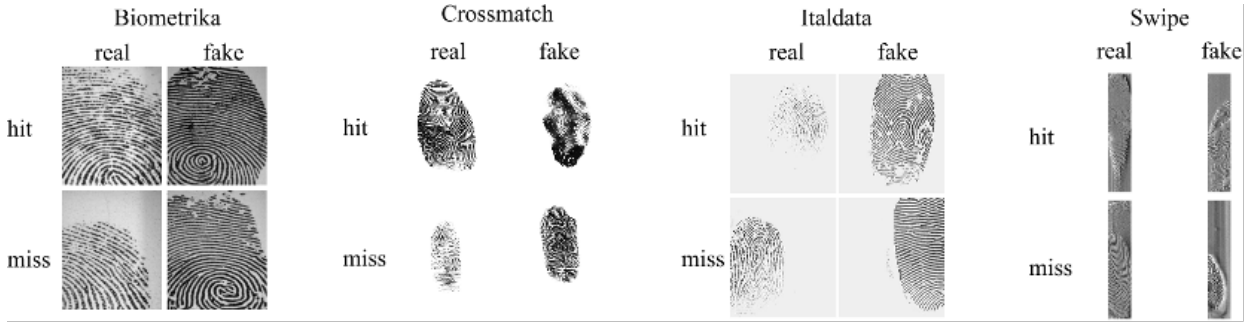 Biometrika Crossmatch Italdata Swipe
real fake real fake real fake real fake
hit hit hit hit
miss miss miss miss